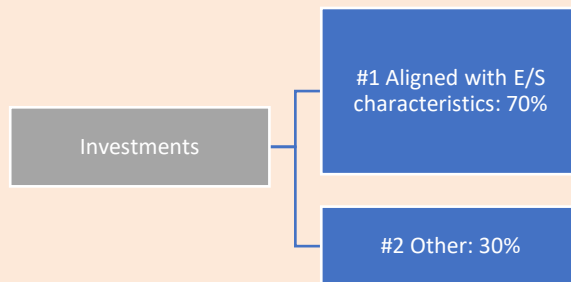 Investments
#1 Aligned with E/S
characteristics: 70%
#2 Other: 30%